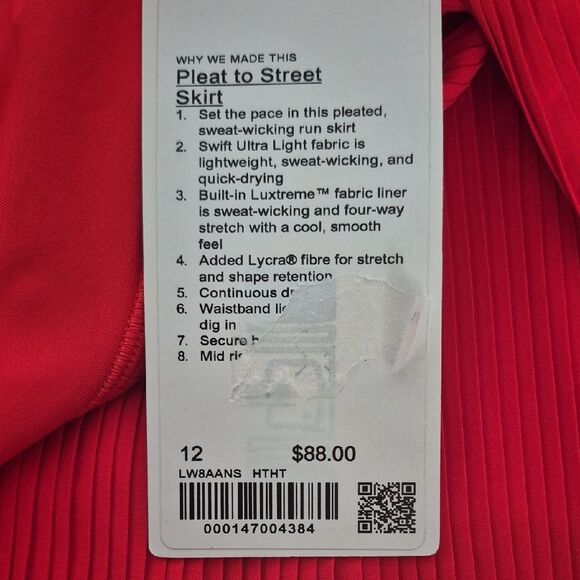 WHY WE MADE THIS
Pleat to Street
Skirt
1. Set the pace in this pleated,
sweat-wicking run skirt
2. Swift Ultra Light fabric is
lightweight, sweat-wicking, and
quick-drying
3. Built-in Luxtreme™ fabric liner
is sweat-wicking and four-way
stretch with a cool, smooth
feel
4. Added Lycra® fibre for stretch
and shape retention
5. Continuous
6. Waistband
dig in
7. Secure
8. Mid
12 $88.00
LW8AANS HTHT
000147004384